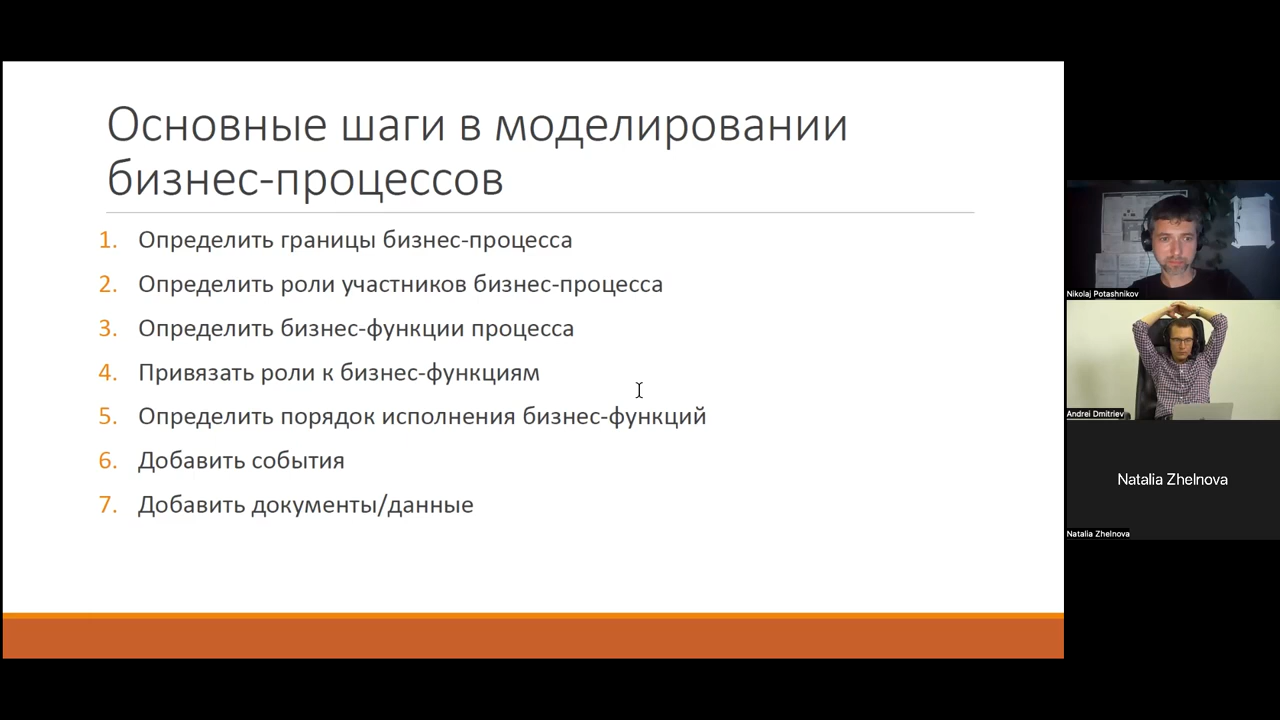 Основные шаги в моделировании
бизнес-процессов
1. Определить границы бизнес-процесса
2. Определить роли участников бизнес-процесса
3. Определить бизнес-функции процесса
4. Привязать роли к бизнес-функциям
5. Определить порядок исполнения бизнес-функций
6. Добавить события
7. Добавить документы/данные
Nikolaj Potashnikov
Andrei Dmitriev
Natalia Zhelnova
Natalia Zhelnova